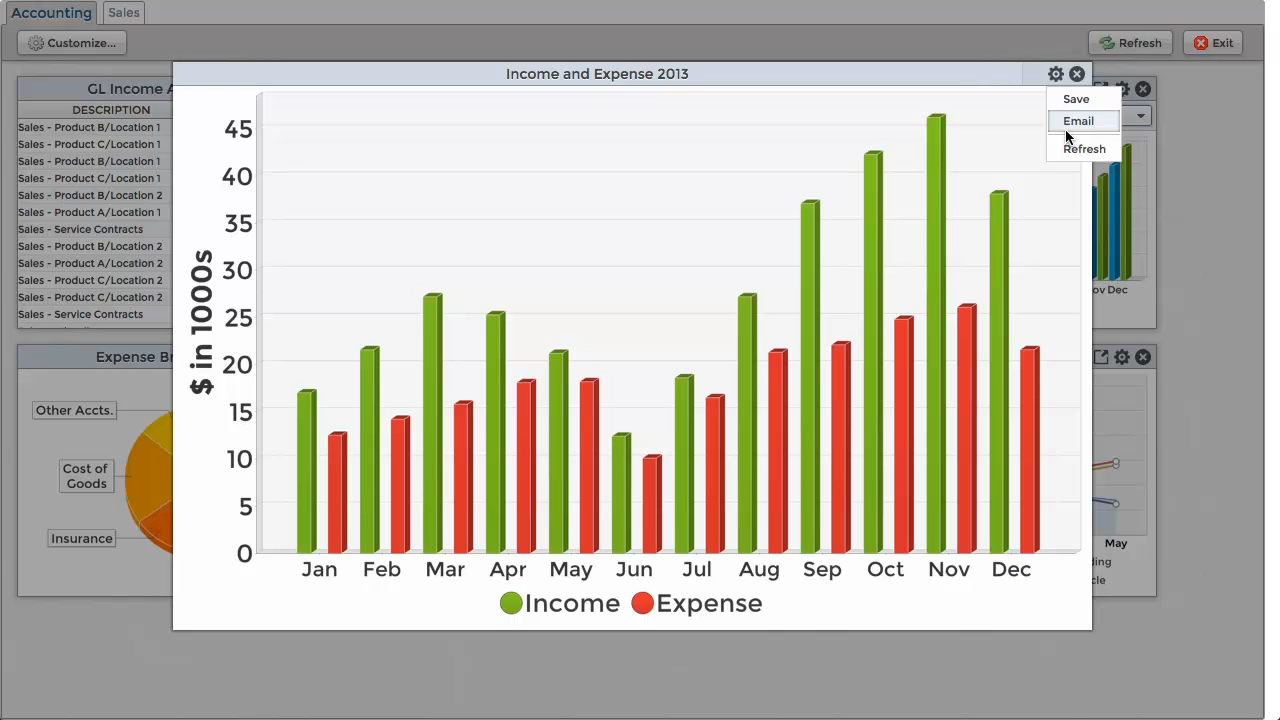 Accounting
Sales
Customize...
Refresh
Exit
Income and Expense 2013
Save
Email
Refresh
GL Income
DESCRIPTION
Sales - Product B/Location 1
Sales - Product C/Location 1
Sales - Product B/Location 1
Sales - Product C/Location 1
Sales - Product B/Location 2
Sales - Product A/Location 1
Sales - Service Contracts
Sales - Product B/Location 2
Sales - Product A/Location 2
Sales - Product C/Location 2
Sales - Product C/Location 2
Sales - Service Contracts
$ in 1000s
45
40
35
30
25
20
15
10
5
0
Jan Feb Mar Apr May Jun Jul Aug Sep Oct Nov Dec
Income Expense
ov Dec
Expense Br
Other Accts.
Cost of
Goods
Insurance
May
ding
cle